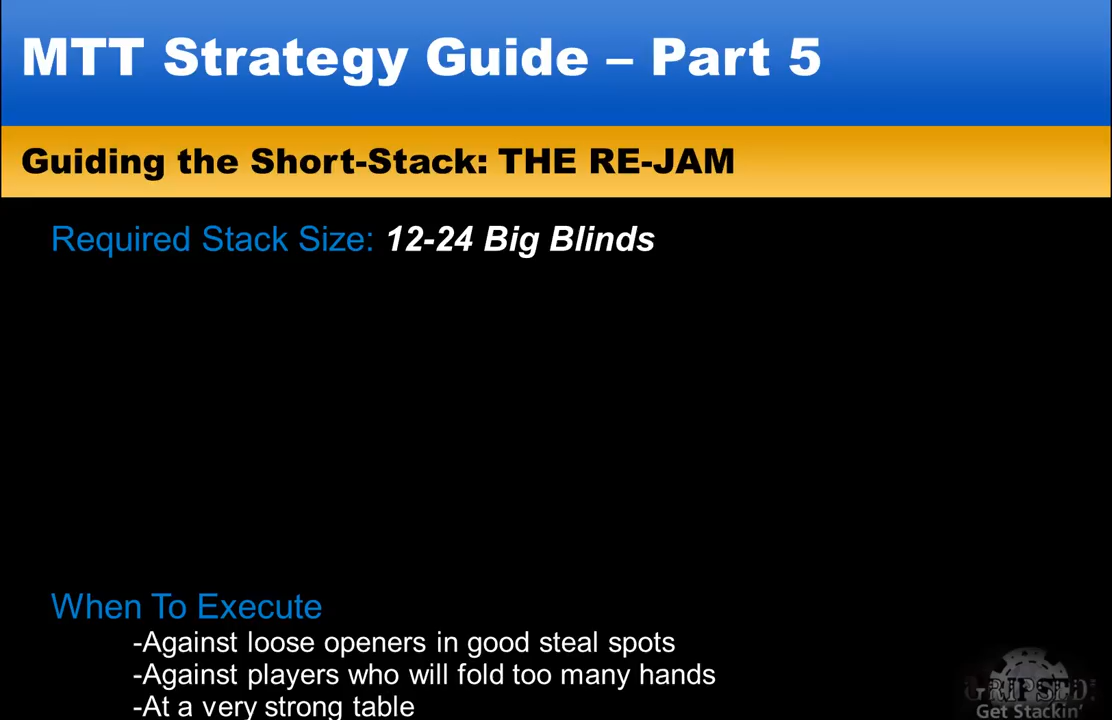 MTT Strategy Guide – Part 5
Guiding the Short-Stack: THE RE-JAM
Required Stack Size: 12-24 Big Blinds
When To Execute
-Against loose openers in good steal spots
-Against players who will fold too many hands
-At a very strong table
GRIPSED!
Get Stackin'